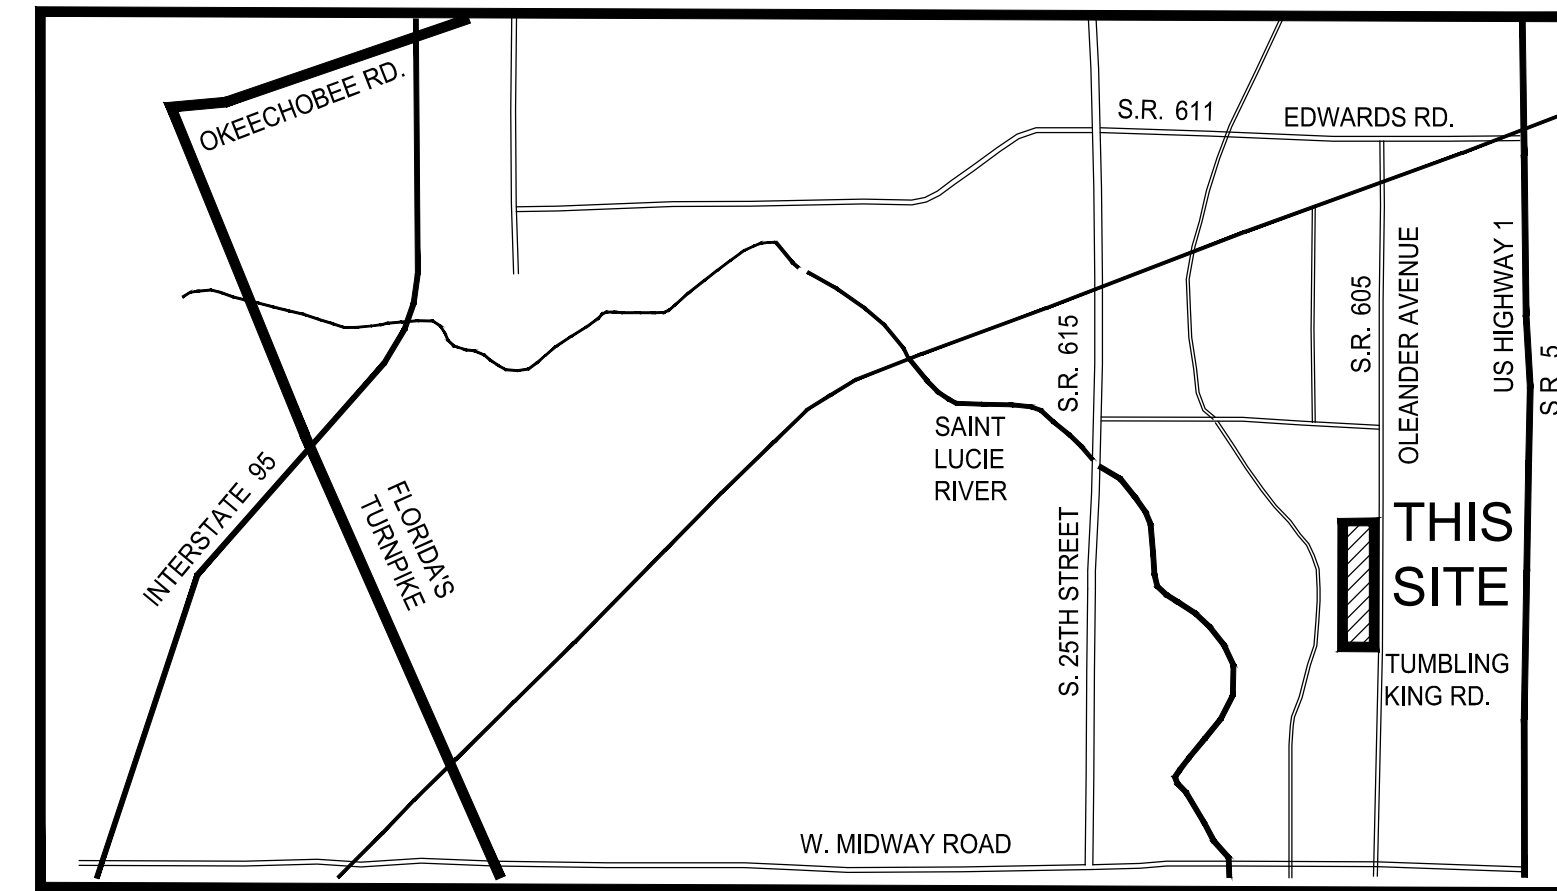 OKEECHOBEE RD.
S.R. 611
EDWARDS RD.
S.R. 615
S.R. 605
OLEANDER AVENUE
US HIGHWAY 1
S.R. 5
SAINT
LUCIE
RIVER
INTERSTATE 95
FLORIDA'S
TURNPIKE
S. 25TH STREET
THIS
SITE
TUMBLING
KING RD.
W. MIDWAY ROAD